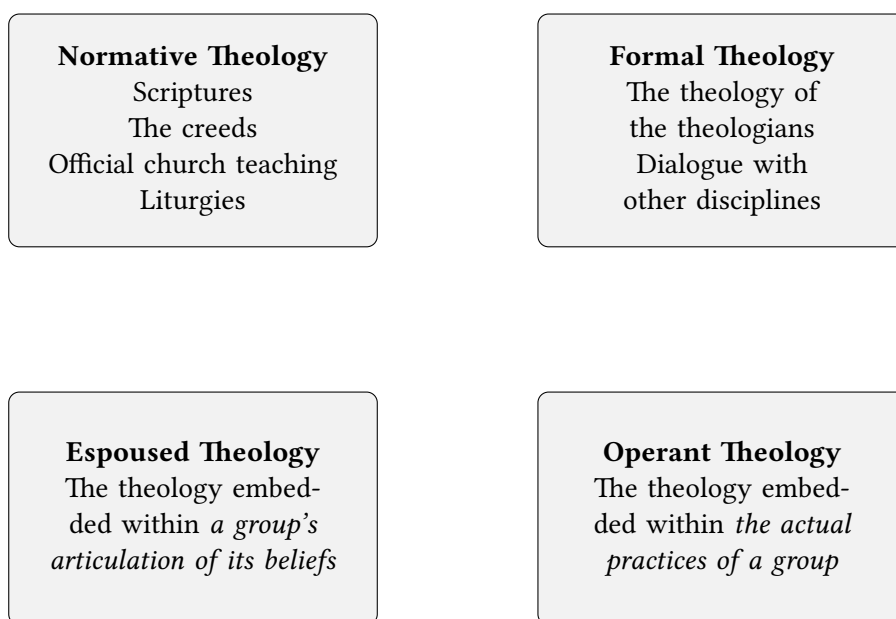 Normative Theology
Scriptures
The creeds
Official church teaching
Liturgies
Formal Theology
The theology of
the theologians
Dialogue with
other disciplines
Espoused Theology
The theology embed-
ded within a group’s
articulation of its beliefs
Operant Theology
The theology embed-
ded within the actual
practices of a group